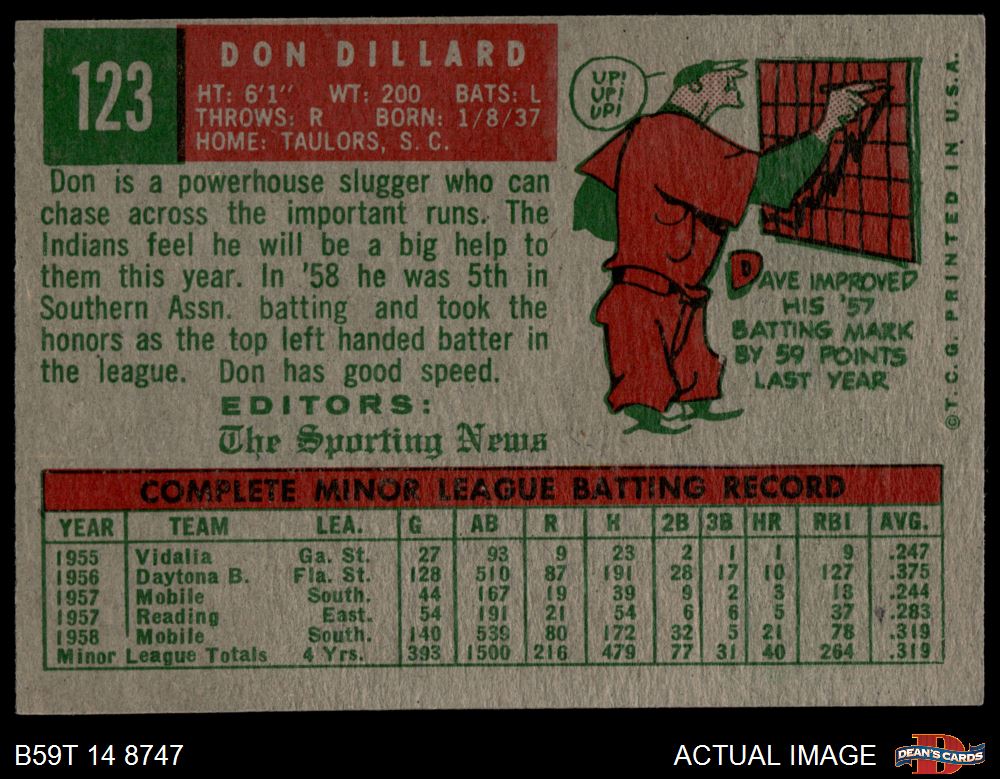 123
DON DILLARD
HT: 6'1" WT: 200 BATS: L
THROWS: R BORN: 1/8/37
HOME: TAULORS, S. C.
Don is a powerhouse slugger who can
chase across the important runs. The
Indians feel he will be a big help to
them this year. In '58 he was 5th in
Southern Assn. batting and took the
honors as the top left handed batter in
the league. Don has good speed.
EDITORS:
The Sporting News
UP!
UP!
UP!
DAVE IMPROVED
HIS '57
BATTING MARK
BY 59 POINTS
LAST YEAR
©T. C. G. PRINTED IN U.S.A.
COMPLETE MINOR LEAGUE BATTING RECORD
YEAR TEAM LEA. G AB R H 2B 3B HR RBI AVG.
1955 Vidalia Ga. St. 27 93 9 23 2 1 1 9 .247
1956 Daytona B. Fla. St. 128 510 87 191 28 17 10 127 .375
1957 Mobile South. 44 167 19 39 9 2 3 13 .244
1957 Reading East. 54 191 21 54 6 6 5 37 .283
1958 Mobile South. 140 539 80 172 32 5 21 78 .319
Minor League Totals 4 Yrs. 393 1500 216 479 77 31 40 264 .319
B59T 14 8747
ACTUAL IMAGE
DEAN'S CARDS